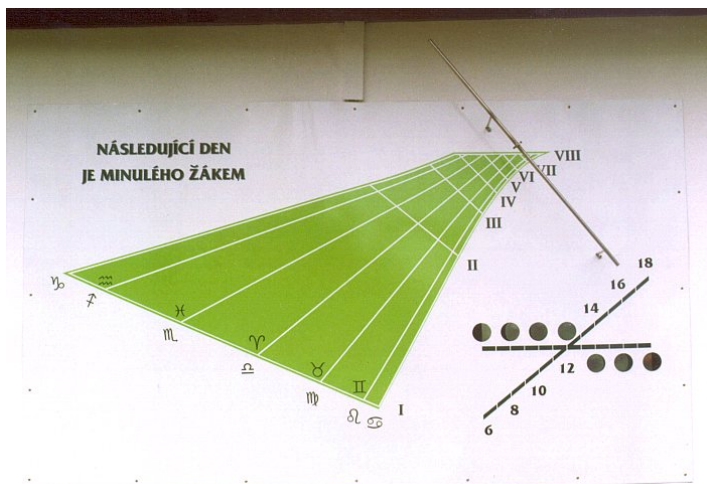 NÁSLEDUJÍCÍ DEN
JE MINULÉHO ŽÁKEM
VIII
VII
VI
V
IV
III
II
I
♑
♐ ♒
♏ ♓
♎ ♈
♍ ♉
♌ ♊
♋
18
16
14
12
10
8
6